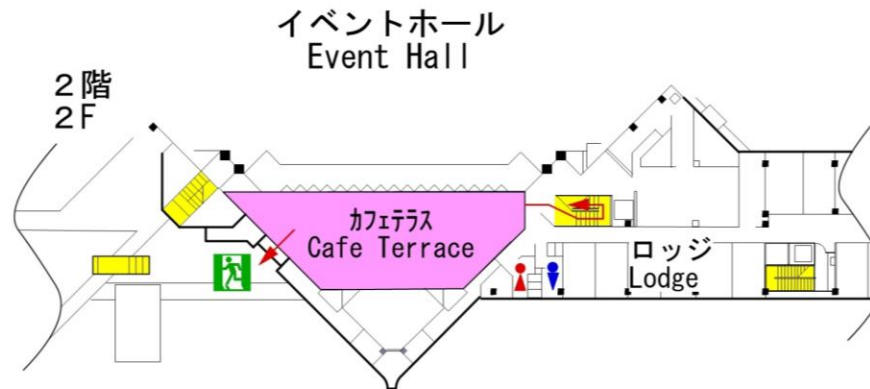 イベントホール
Event Hall
２階
２F
ｶﾌｪﾃﾗｽ
Cafe Terrace
ロッジ
Lodge